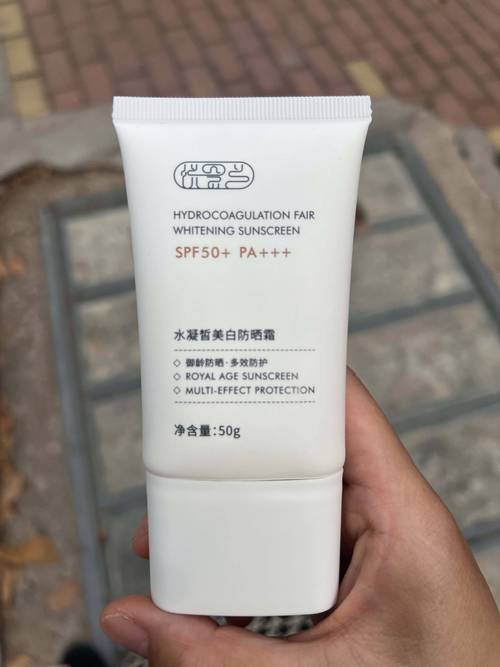 HYDROCOAGULATION FAIR
WHITENING SUNSCREEN
SPF50+ PA+++
水凝皙美白防晒霜
◇ 御龄防晒·多效防护
◇ ROYAL AGE SUNSCREEN
◇ MULTI-EFFECT PROTECTION
净含量:50g